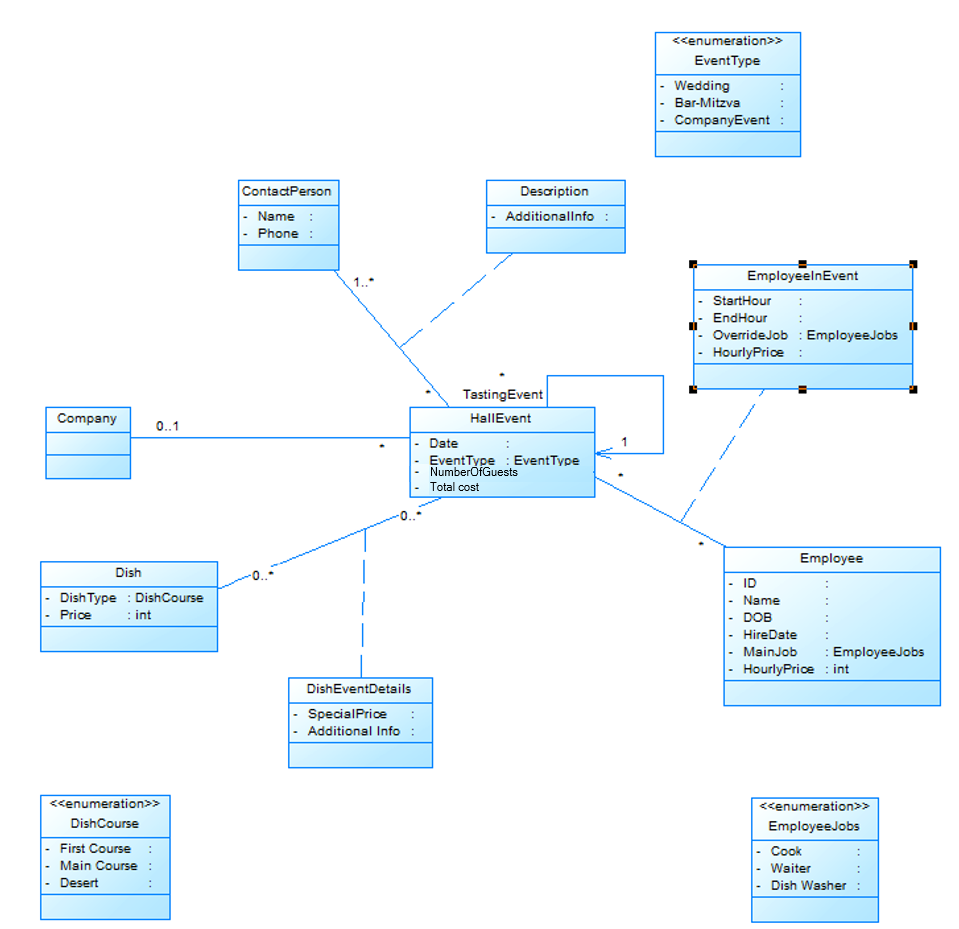 <<enumeration>>
EventType
- Wedding :
- Bar-Mitzva :
- CompanyEvent :
ContactPerson
- Name :
- Phone :
Description
- AdditionalInfo :
EmployeeInEvent
- StartHour :
- EndHour :
- OverrideJob : EmployeeJobs
- HourlyPrice :
1..*
*
TastingEvent
*
1
Company
0..1
*
HallEvent
- Date :
- EventType : EventType
- NumberOfGuests
- Total cost
*
*
0..*
0..*
Dish
- DishType : DishCourse
- Price : int
Employee
- ID :
- Name :
- DOB :
- HireDate :
- MainJob : EmployeeJobs
- HourlyPrice : int
DishEventDetails
- SpecialPrice :
- Additional Info :
<<enumeration>>
DishCourse
- First Course :
- Main Course :
- Desert :
<<enumeration>>
EmployeeJobs
- Cook :
- Waiter :
- Dish Washer :